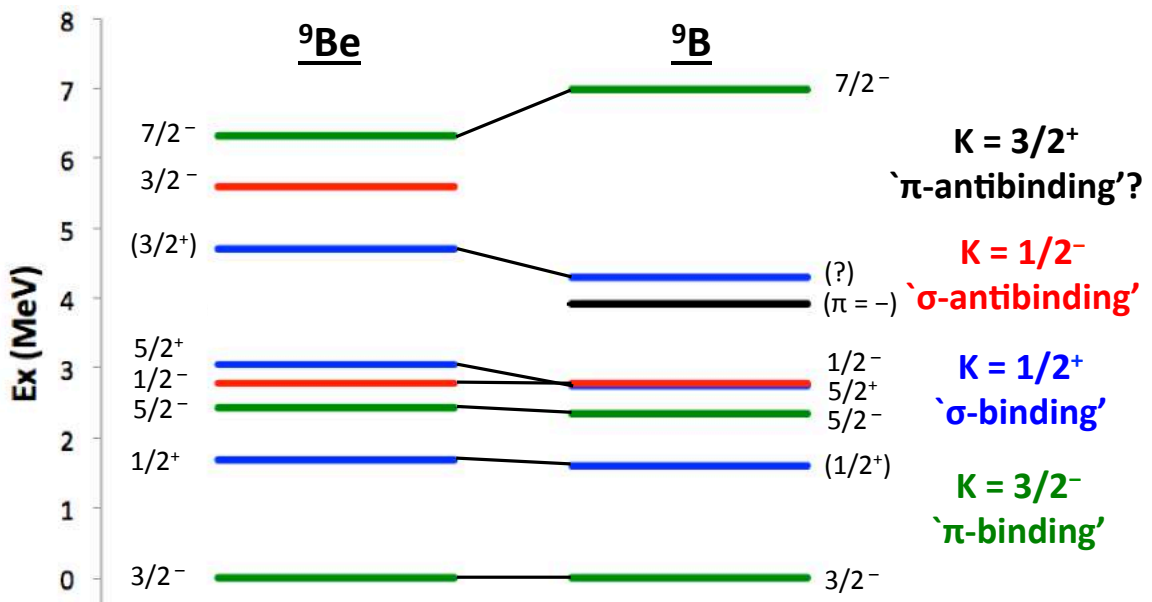 ⁹Be
⁹B
Ex (MeV)
8
7
6
5
4
3
2
1
0
7/2⁻
3/2⁻
(3/2⁺)
5/2⁺
1/2⁻
5/2⁻
1/2⁺
3/2⁻
7/2⁻
(?)
(π = −)
1/2⁻
5/2⁺
5/2⁻
(1/2⁺)
3/2⁻
K = 3/2⁺
`π-antibinding’?
K = 1/2⁻
`σ-antibinding’
K = 1/2⁺
`σ-binding’
K = 3/2⁻
`π-binding’